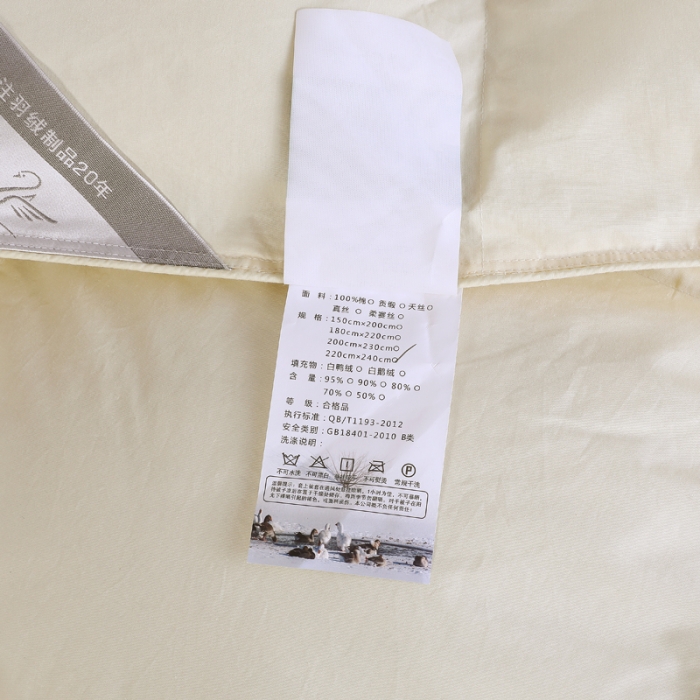 注羽绒制品20年
面 料：100%棉○ 贡缎○ 天丝○
真丝○ 柔赛丝○
规 格：150cm×200cm○
180cm×220cm○
200cm×230cm○
220cm×240cm○
填充物：白鸭绒○ 白鹅绒○
含 量：95%○ 90%○ 80%○
70%○ 50%○
等 级：合格品
执行标准：QB/T1193-2012
安全类别：GB18401-2010 B类
洗涤说明：
不可水洗 不可漂白 不可熨烫 常规干洗